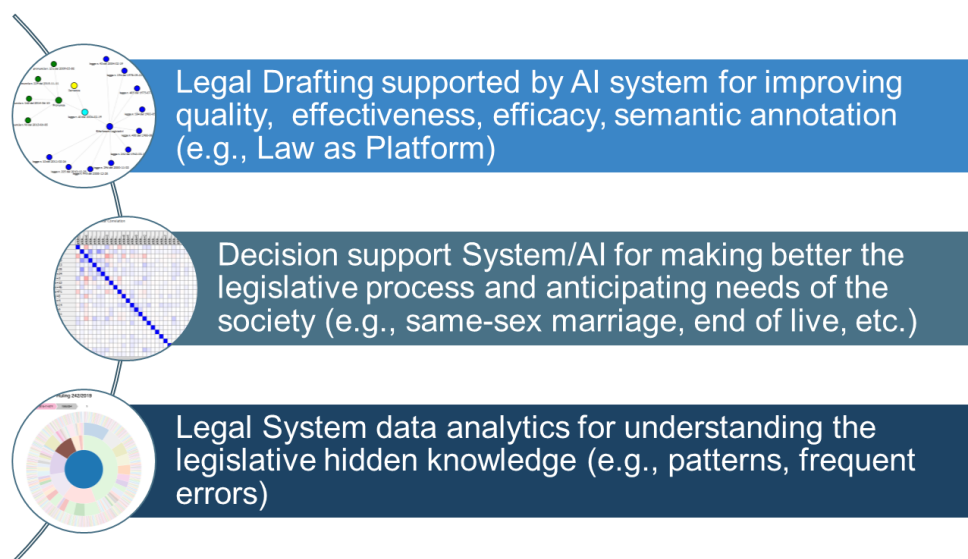 Legal Drafting supported by AI system for improving
quality, effectiveness, efficacy, semantic annotation
(e.g., Law as Platform)
Decision support System/AI for making better the
legislative process and anticipating needs of the
society (e.g., same-sex marriage, end of live, etc.)
Legal System data analytics for understanding the
legislative hidden knowledge (e.g., patterns, frequent
errors)